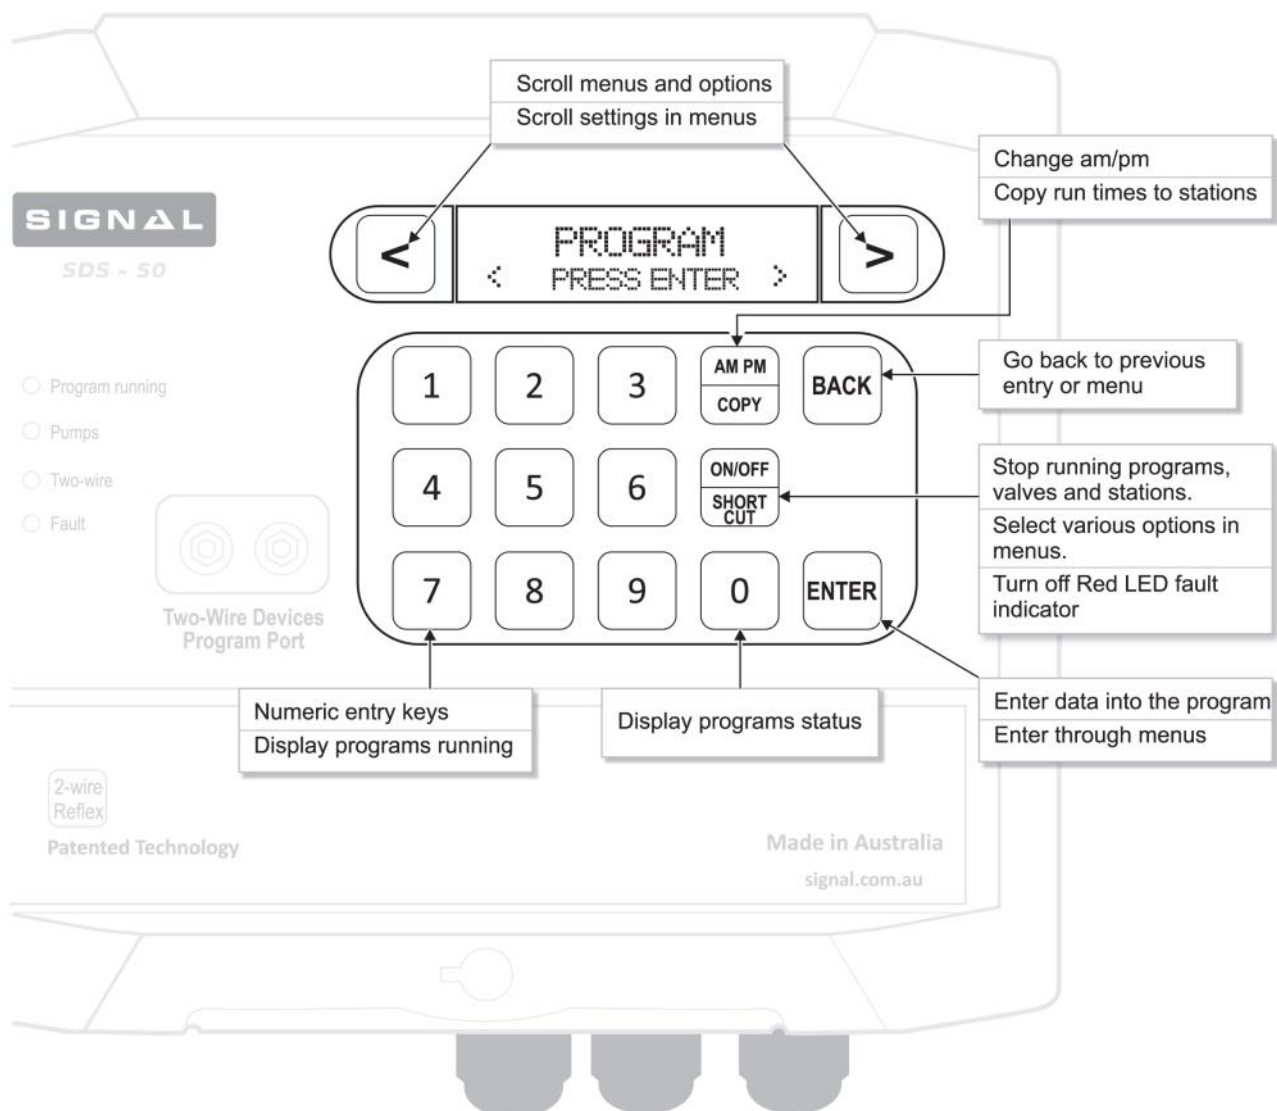 Scroll menus and options
Scroll settings in menus
Change am/pm
Copy run times to stations
SIGNAL
SDS - 50
<
PROGRAM
< PRESS ENTER >
>
1
2
3
AM PM
COPY
BACK
Go back to previous
entry or menu
Program running
Pumps
Two-wire
Fault
4
5
6
ON/OFF
SHORT
CUT
Stop running programs,
valves and stations.
Select various options in
menus.
Turn off Red LED fault
indicator
7
8
9
0
ENTER
Two-Wire Devices
Program Port
Numeric entry keys
Display programs running
Display programs status
Enter data into the program
Enter through menus
2-wire
Reflex
Patented Technology
Made in Australia
signal.com.au